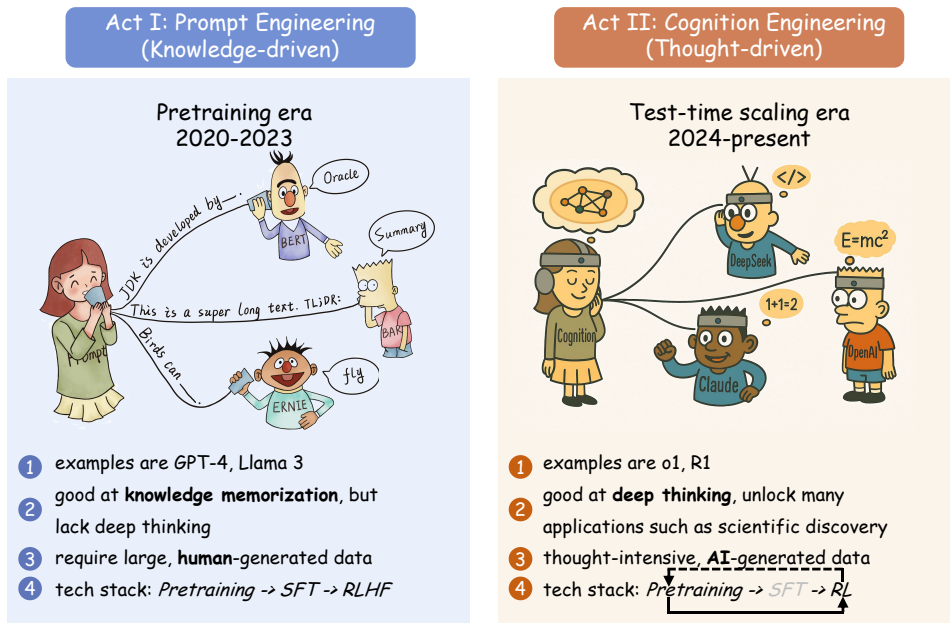 Act I: Prompt Engineering
(Knowledge-driven)
Pretraining era
2020-2023
JDK is developed by__.
Oracle
BERT
This is a super long text. TL;DR:
Summary
BAR
Birds can __.
fly
ERNIE
Prompt
1 examples are GPT-4, Llama 3
2 good at knowledge memorization, but
lack deep thinking
3 require large, human-generated data
4 tech stack: Pretraining -> SFT -> RLHF
Act II: Cognition Engineering
(Thought-driven)
Test-time scaling era
2024-present
</>
DeepSeek
E=mc²
1+1=2
Cognition
OpenAI
Claude
1 examples are o1, R1
2 good at deep thinking, unlock many
applications such as scientific discovery
3 thought-intensive, AI-generated data
4 tech stack: Pretraining -> SFT -> RL